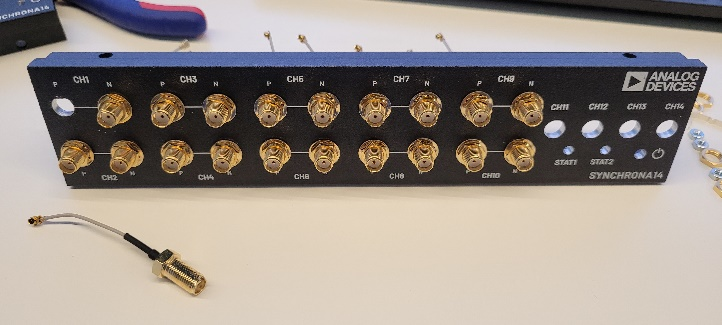 SYNCHRONA14
CH1 CH3 CH5 CH7 CH9
P N P N P N P N P N
ANALOG
DEVICES
CH11 CH12 CH13 CH14
STAT1 STAT2
P CH2 N P CH4 N CH6 CH8 N CH10 N
SYNCHRONA14